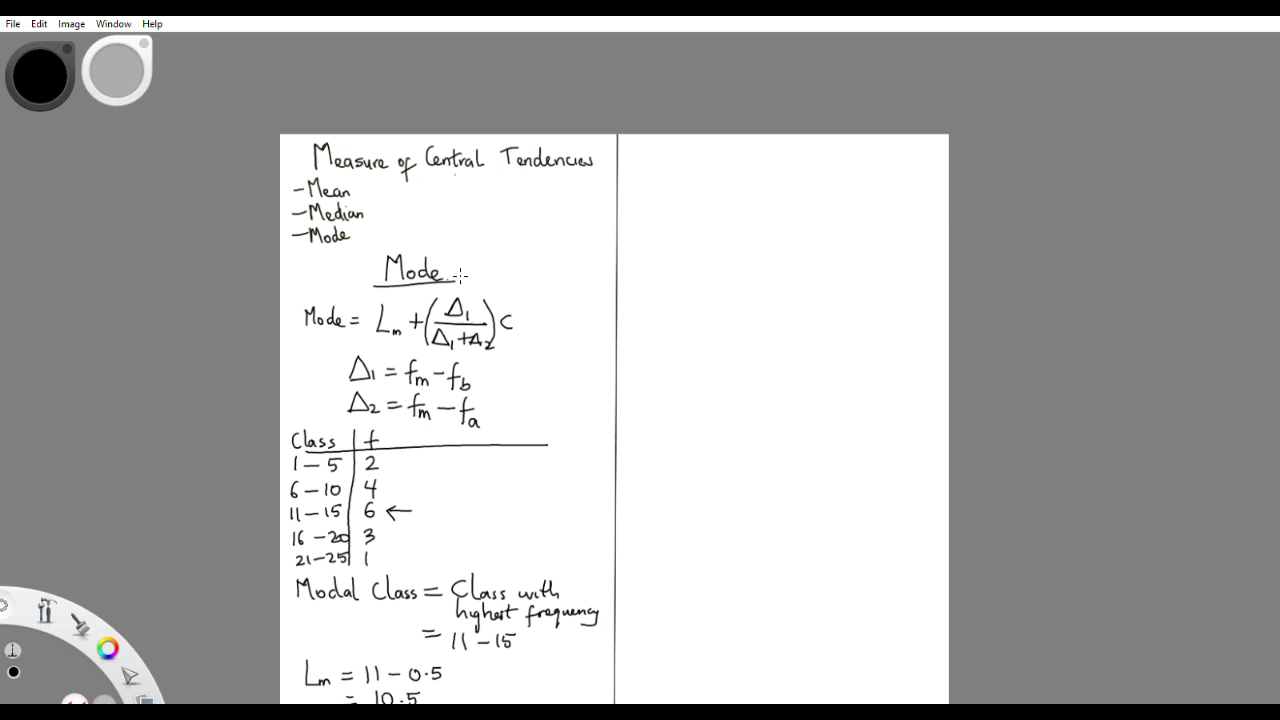 File Edit Image Window Help
Measure of Central Tendencies
- Mean
- Median
- Mode
Mode
Mode = Lm + (Δ1 / Δ1 + Δ2) C
Δ1 = fm - fb
Δ2 = fm - fa
Class | f
1 - 5 | 2
6 - 10 | 4
11 - 15 | 6 ←
16 - 20 | 3
21 - 25 | 1
Modal Class = Class with
highest frequency
= 11 - 15
Lm = 11 - 0.5
= 10.5